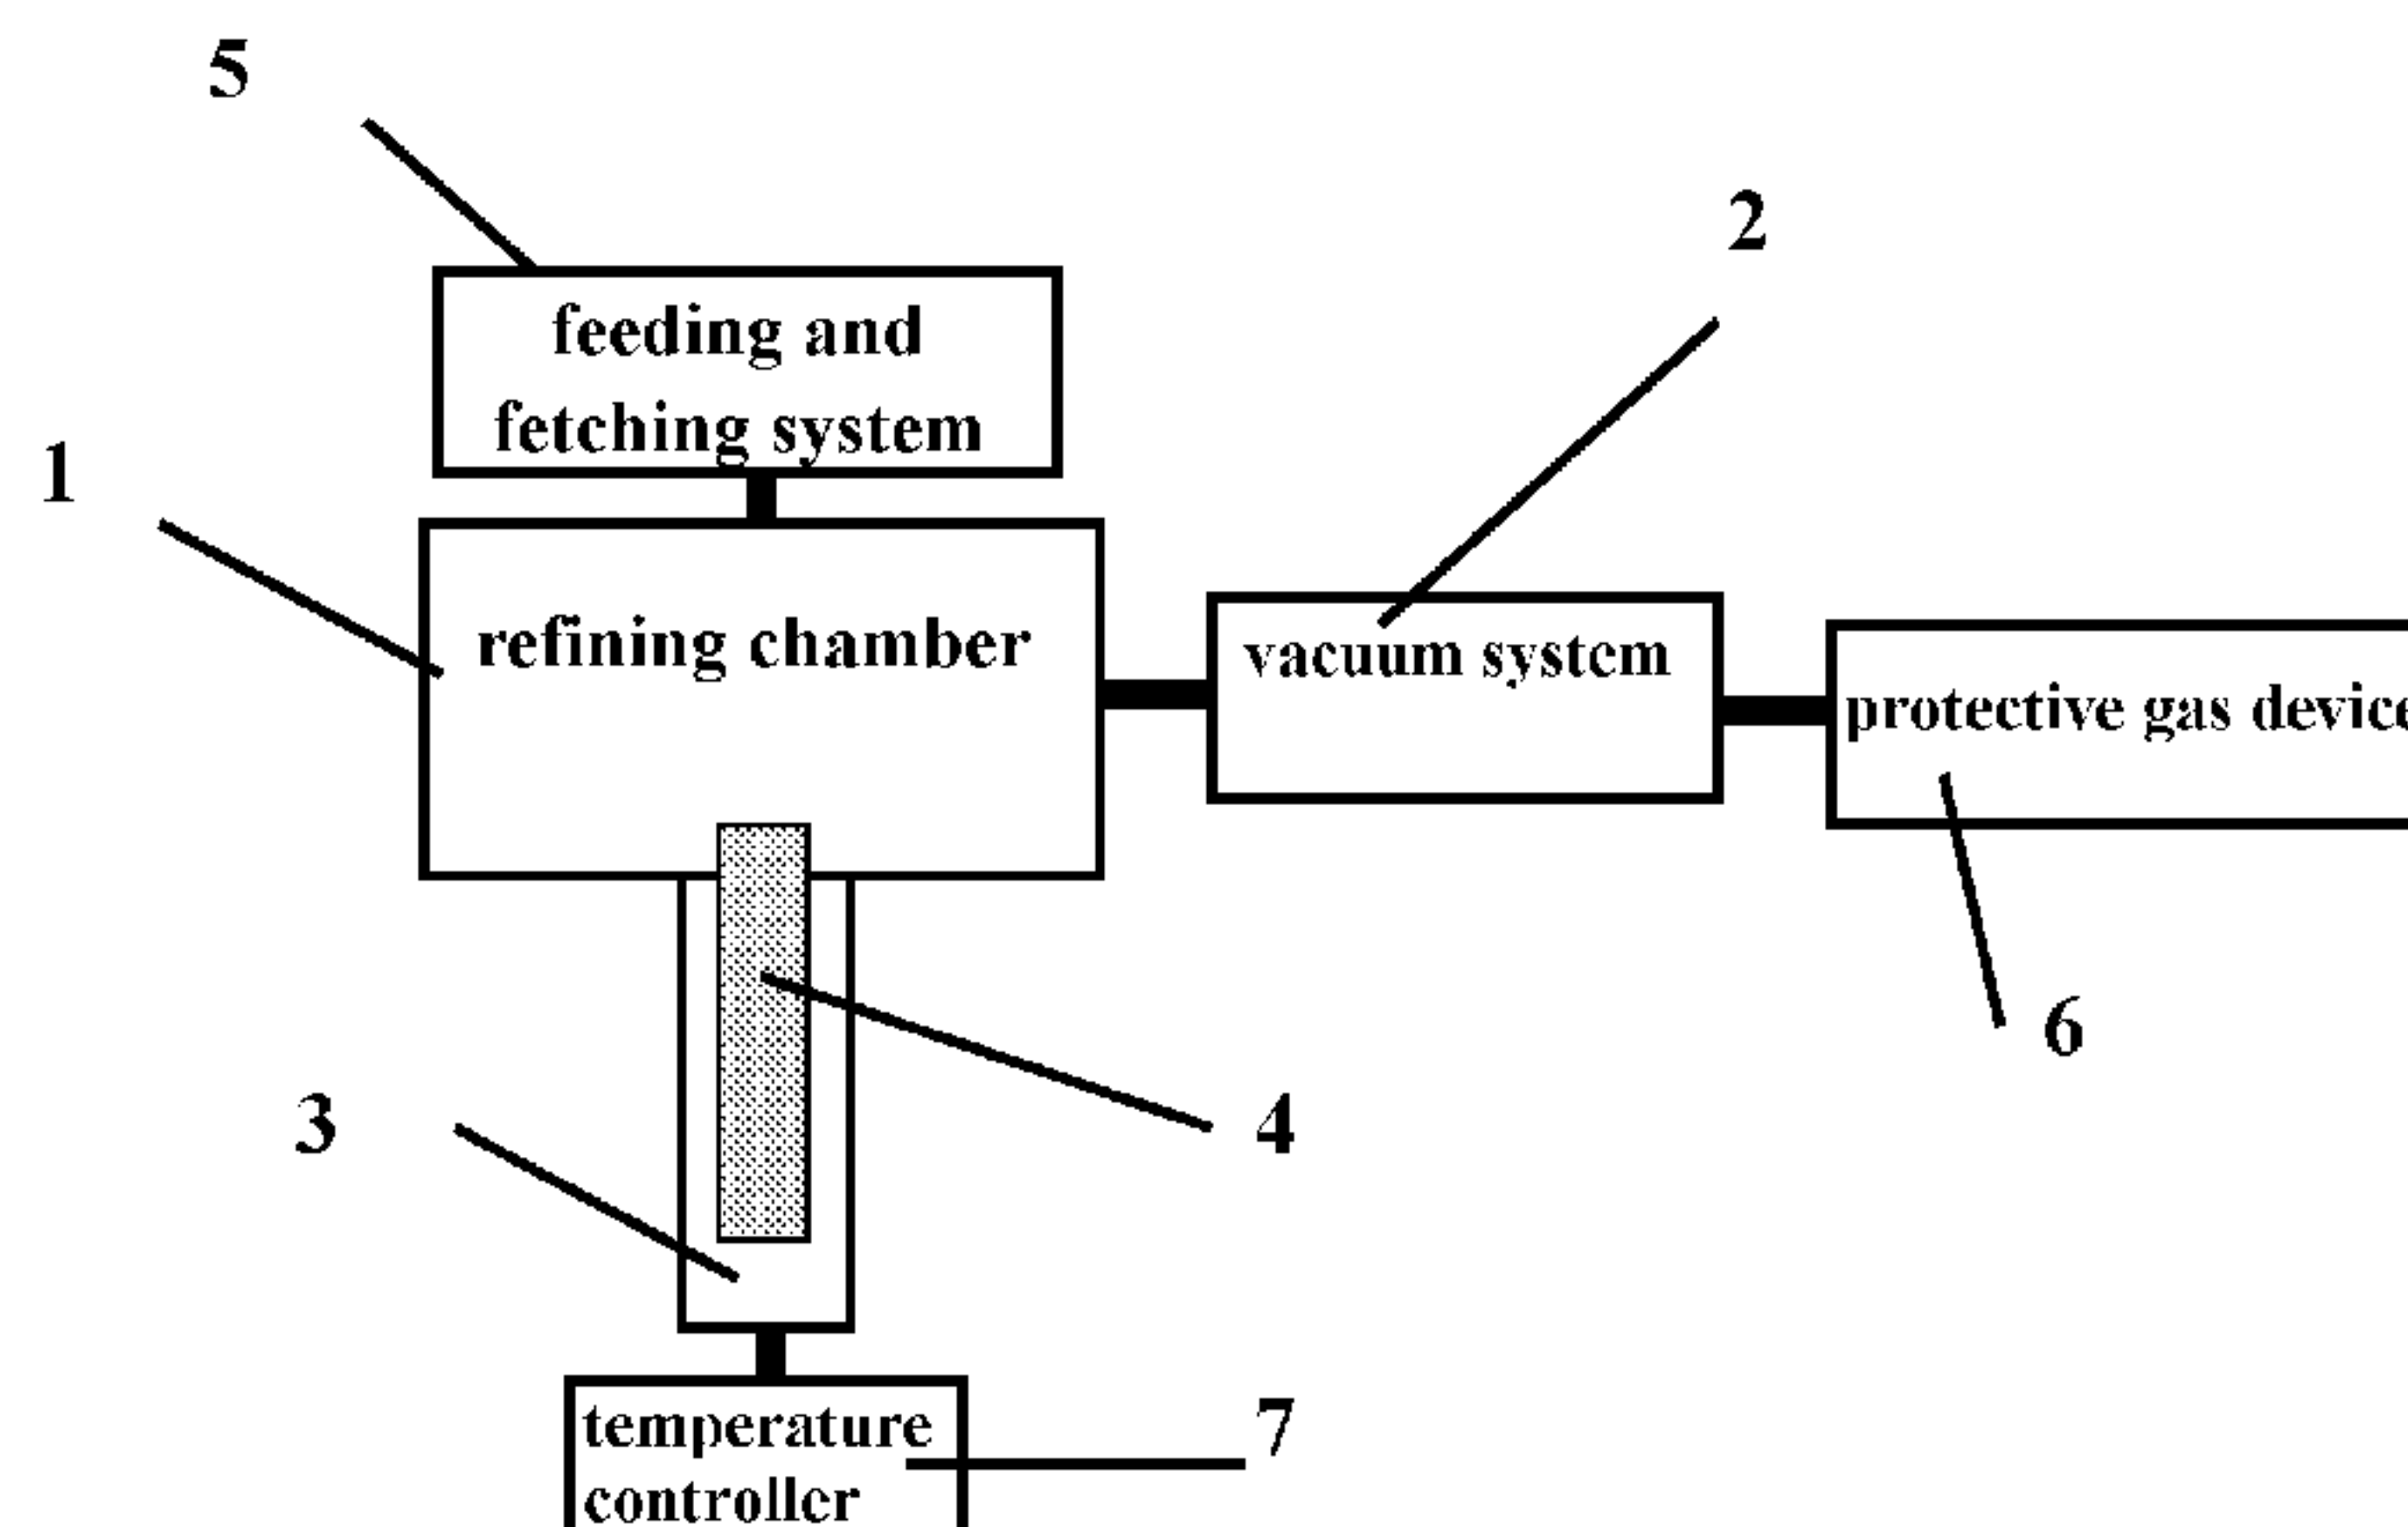 5
2
feeding and
fetching system
1
refining chamber
vacuum system
protective gas device
6
3
4
7
temperature
controller